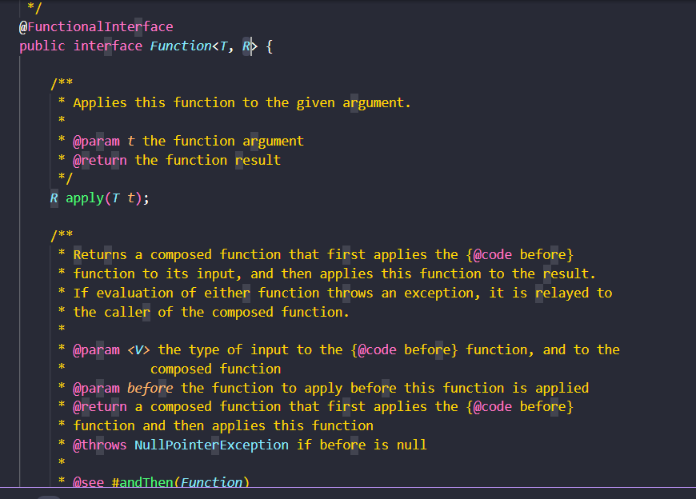 */
@FunctionalInterface
public interface Function<T, R> {
/**
* Applies this function to the given argument.
*
* @param t the function argument
* @return the function result
*/
R apply(T t);
/**
* Returns a composed function that first applies the {@code before}
* function to its input, and then applies this function to the result.
* If evaluation of either function throws an exception, it is relayed to
* the caller of the composed function.
*
* @param <V> the type of input to the {@code before} function, and to the
*           composed function
* @param before the function to apply before this function is applied
* @return a composed function that first applies the {@code before}
* function and then applies this function
* @throws NullPointerException if before is null
*
* @see #andThen(Function)